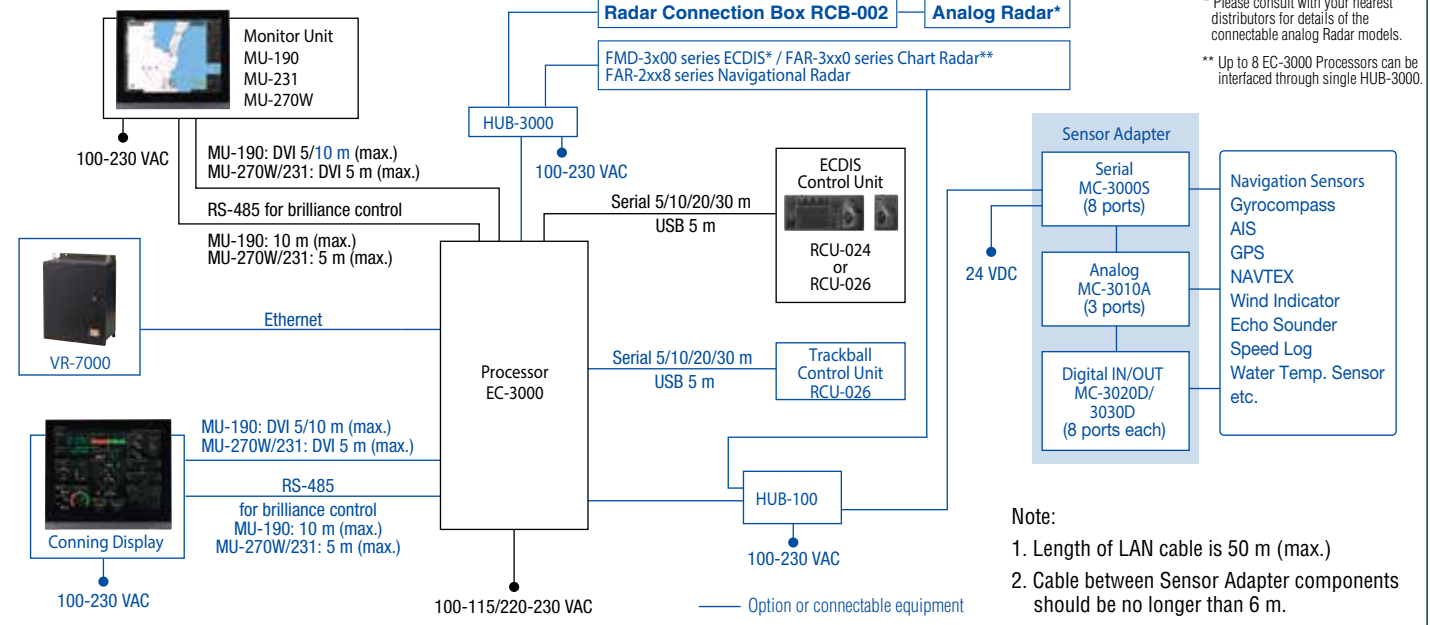 Radar Connection Box RCB-002
Analog Radar*
* Please consult with your nearest
distributors for details of the
connectable analog Radar models.
** Up to 8 EC-3000 Processors can be
interfaced through single HUB-3000.
Monitor Unit
MU-190
MU-231
MU-270W
100-230 VAC
FMD-3x00 series ECDIS* / FAR-3xx0 series Chart Radar**
FAR-2xx8 series Navigational Radar
HUB-3000
100-230 VAC
MU-190: DVI 5/10 m (max.)
MU-270W/231: DVI 5 m (max.)
RS-485 for brilliance control
MU-190: 10 m (max.)
MU-270W/231: 5 m (max.)
Serial 5/10/20/30 m
USB 5 m
ECDIS
Control Unit
RCU-024
or
RCU-026
Sensor Adapter
Serial
MC-3000S
(8 ports)
24 VDC
Analog
MC-3010A
(3 ports)
Digital IN/OUT
MC-3020D/
3030D
(8 ports each)
Navigation Sensors
Gyrocompass
AIS
GPS
NAVTEX
Wind Indicator
Echo Sounder
Speed Log
Water Temp. Sensor
etc.
VR-7000
Ethernet
Processor
EC-3000
Serial 5/10/20/30 m
USB 5 m
Trackball
Control Unit
RCU-026
MU-190: DVI 5/10 m (max.)
MU-270W/231: DVI 5 m (max.)
RS-485
for brilliance control
MU-190: 10 m (max.)
MU-270W/231: 5 m (max.)
Conning Display
100-230 VAC
HUB-100
100-230 VAC
100-115/220-230 VAC
Option or connectable equipment
Note:
1. Length of LAN cable is 50 m (max.)
2. Cable between Sensor Adapter components
should be no longer than 6 m.